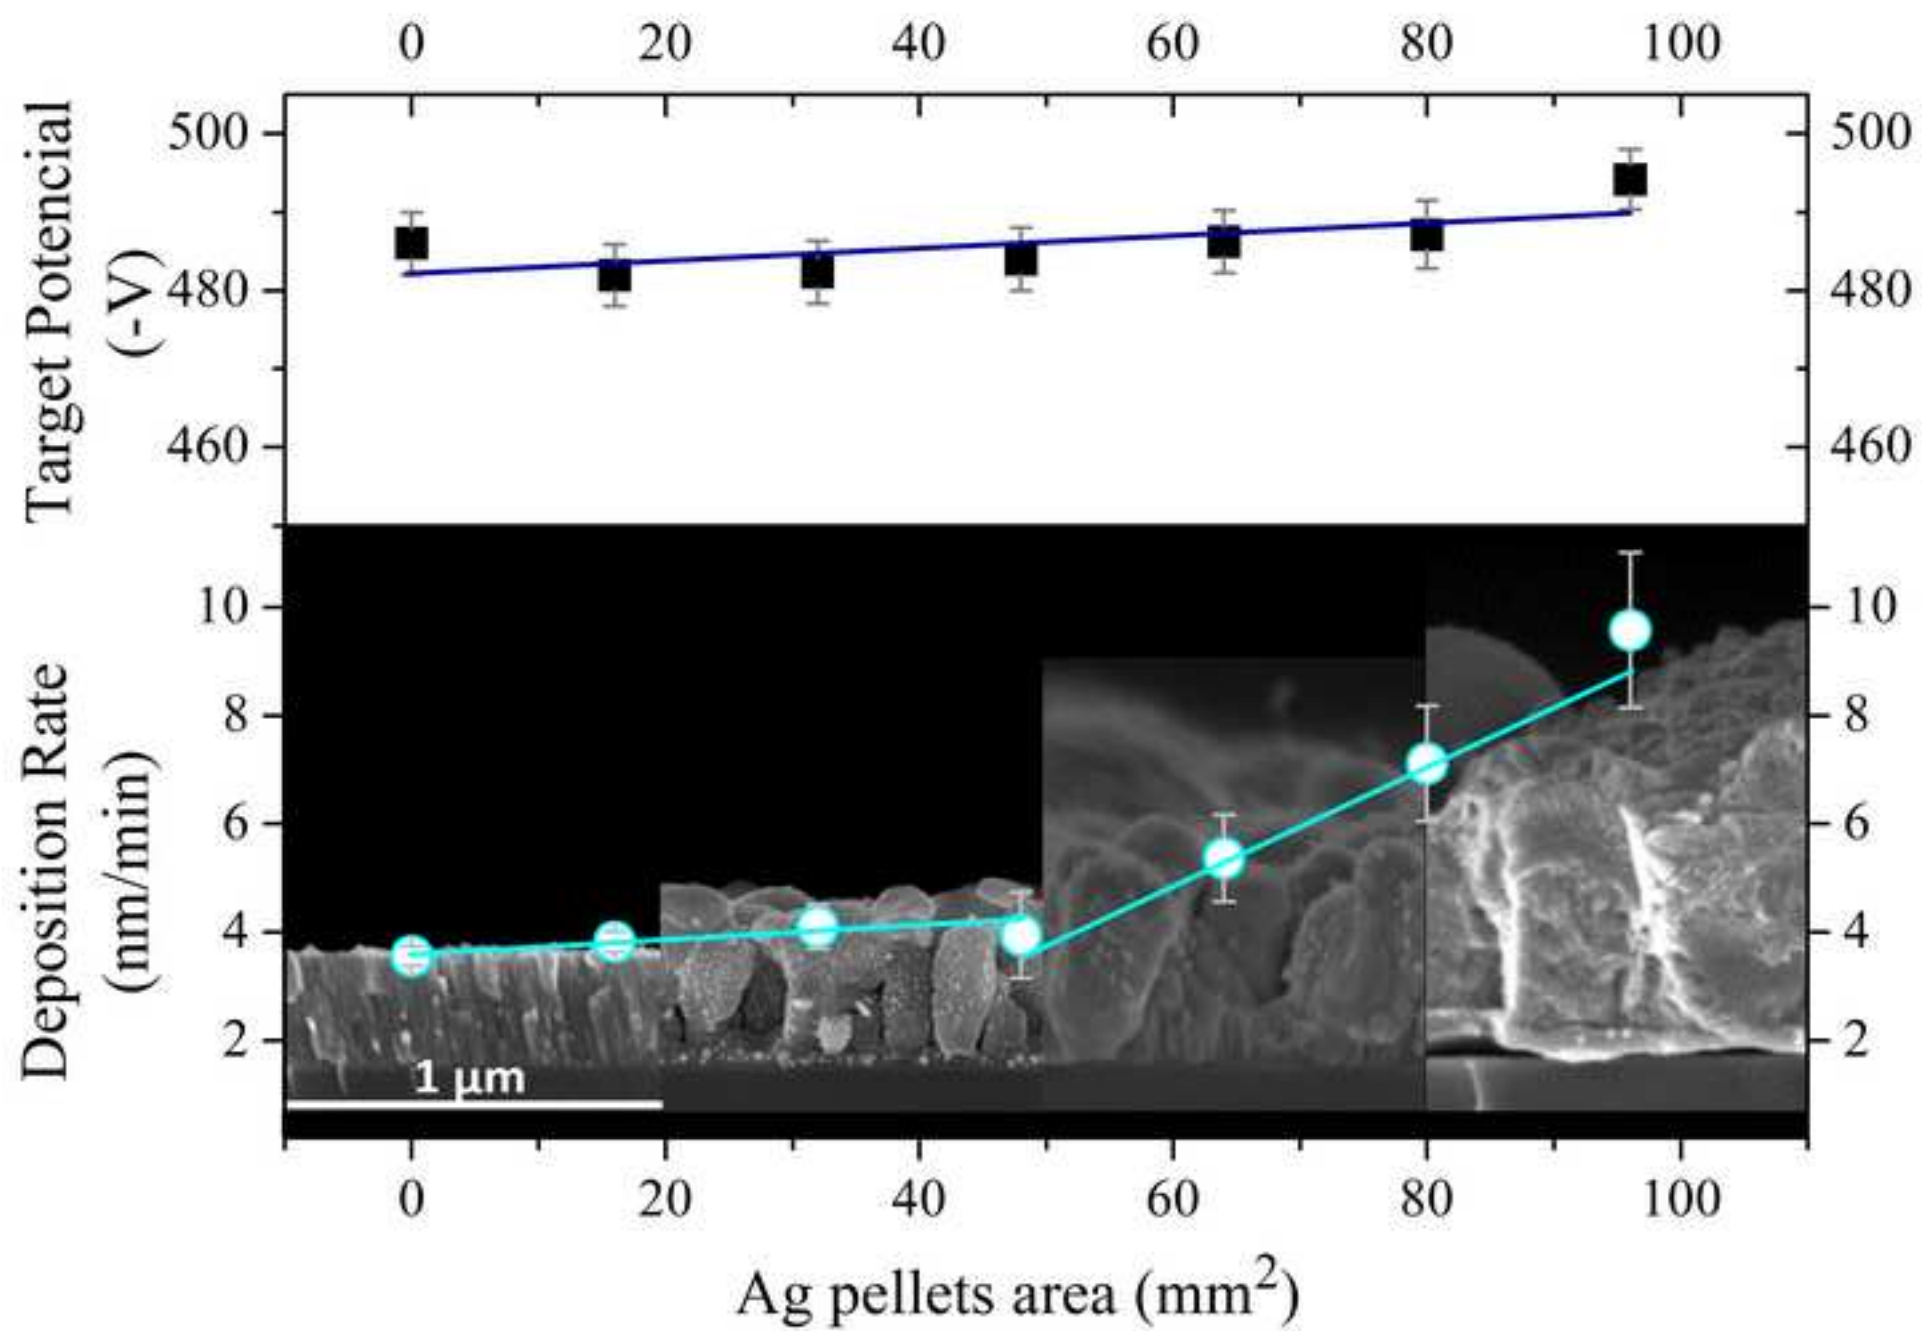 0 20 40 60 80 100
Target Potencial
(-V)
500 500
480 480
460 460
Deposition Rate
(nm/min)
10 10
8 8
6 6
4 4
2 2
1 μm
0 20 40 60 80 100
Ag pellets area (mm²)